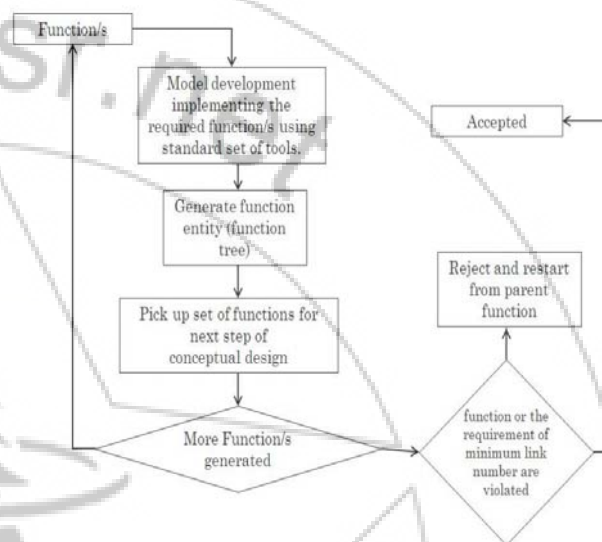 Function/s
Model development
implementing the
required function/s using
standard set of tools.
Generate function
entity (function
tree)
Pick up set of functions for
next step of
conceptual design
More Function/s
generated
Accepted
Reject and restart
from parent
function
function or the
requirement of
minimum link
number are
violated
sr.net